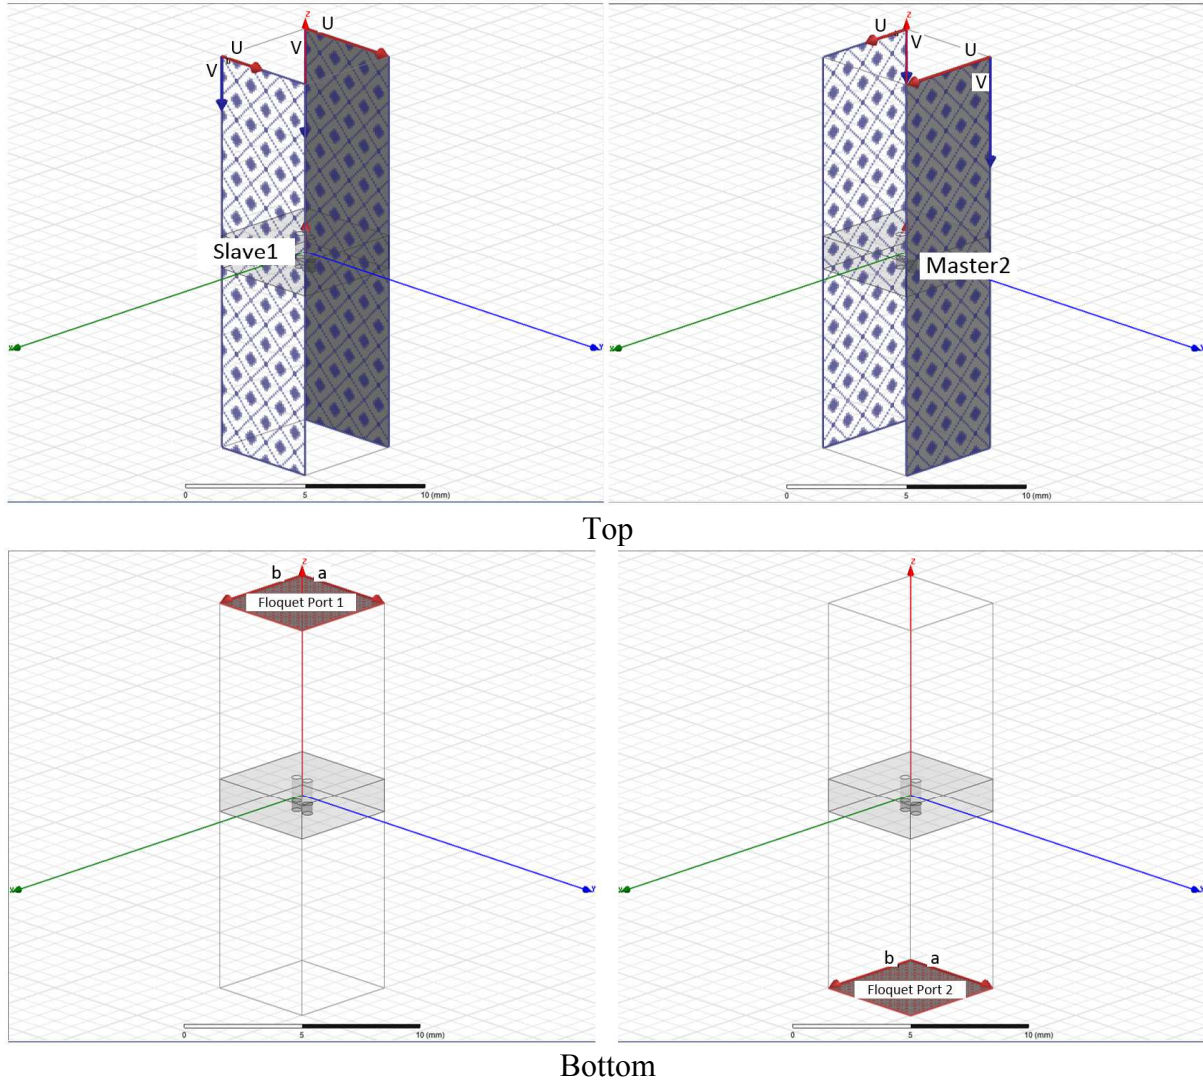 z
U
U
V
V
Slave1
x
Y
0
5
10 (mm)
z
U
V
U
V
Master2
x
Y
0
5
10 (mm)
Top
z
b
a
Floquet Port 1
x
Y
0
5
10 (mm)
z
b
a
Floquet Port 2
x
Y
0
5
10 (mm)
Bottom